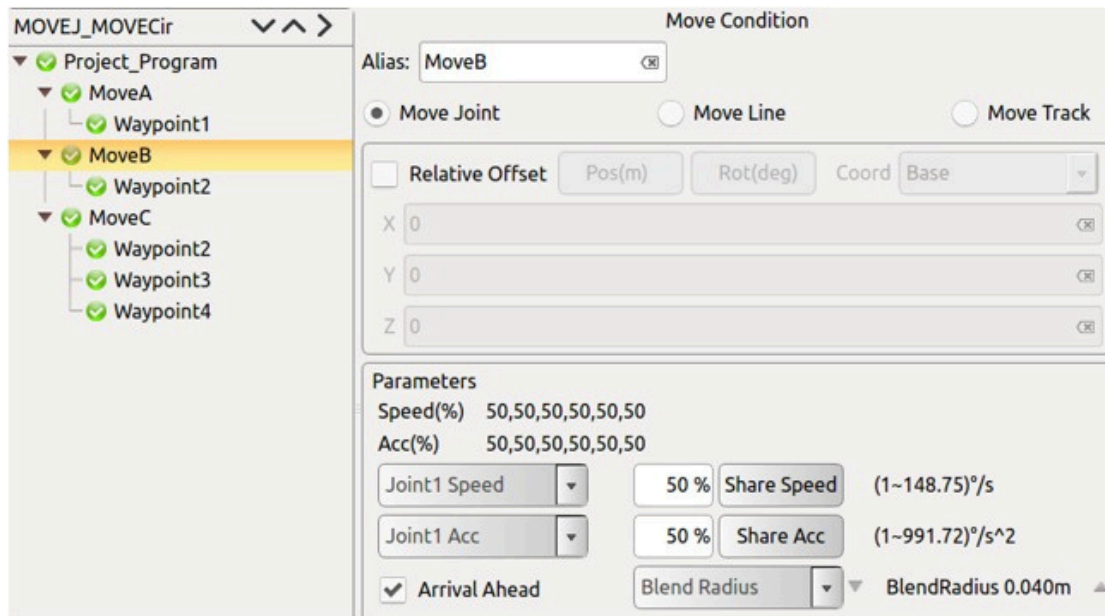 MOVEJ_MOVECir
Project_Program
MoveA
Waypoint1
MoveB
Waypoint2
MoveC
Waypoint2
Waypoint3
Waypoint4
Move Condition
Alias: MoveB
Move Joint Move Line Move Track
Relative Offset Pos(m) Rot(deg) Coord Base
X 0
Y 0
Z 0
Parameters
Speed(%) 50,50,50,50,50,50
Acc(%) 50,50,50,50,50,50
Joint1 Speed 50 % Share Speed (1~148.75)°/s
Joint1 Acc 50 % Share Acc (1~991.72)°/s^2
Arrival Ahead Blend Radius BlendRadius 0.040m